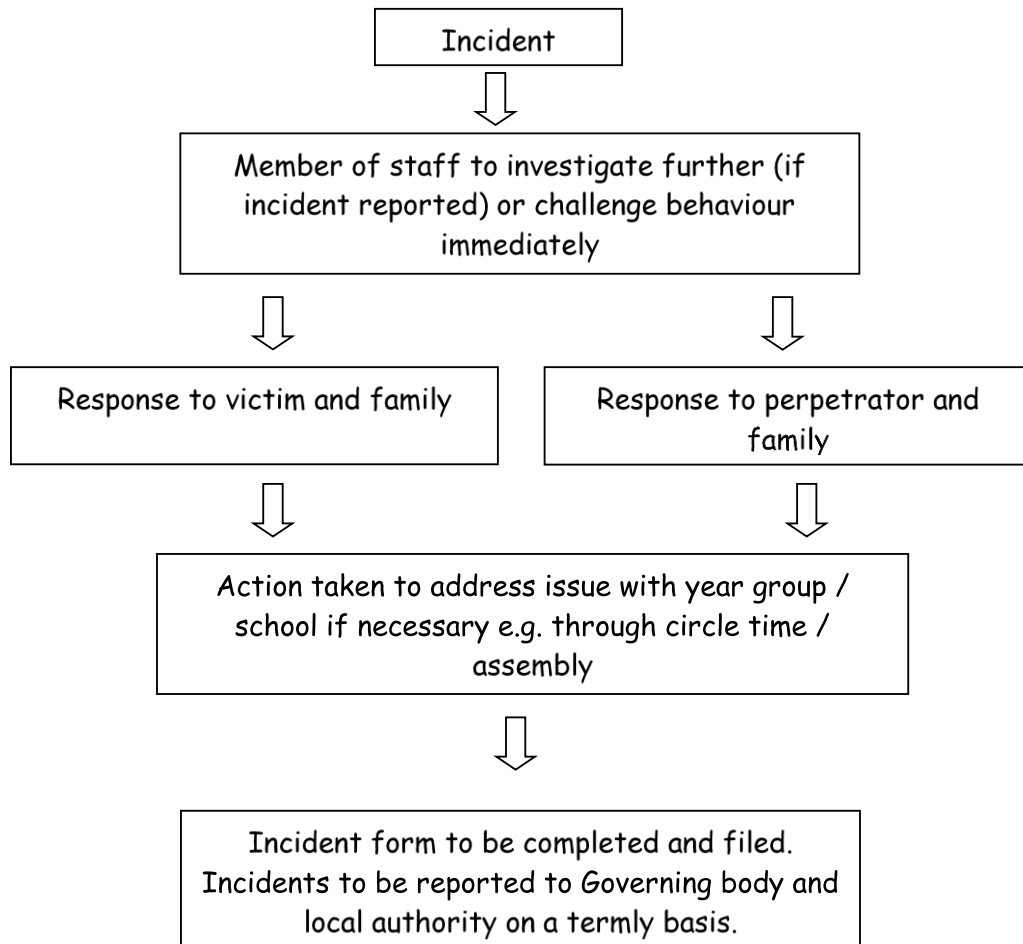 Incident
Member of staff to investigate further (if
incident reported) or challenge behaviour
immediately
Response to victim and family
Response to perpetrator and
family
Action taken to address issue with year group /
school if necessary e.g. through circle time /
assembly
Incident form to be completed and filed.
Incidents to be reported to Governing body and
local authority on a termly basis.